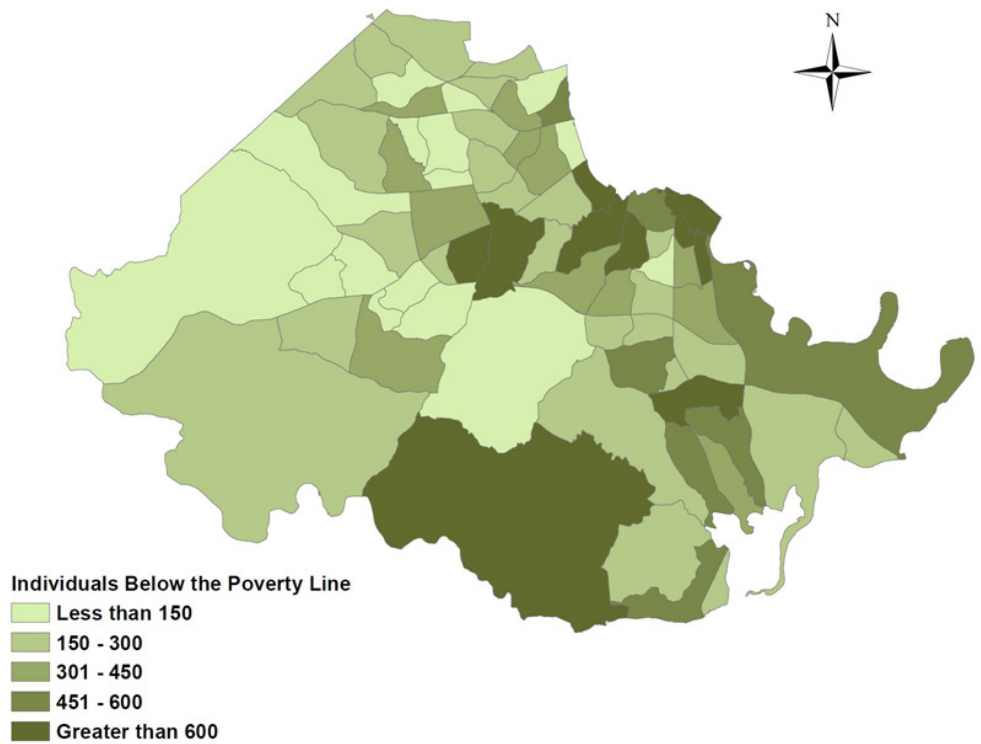 N
Individuals Below the Poverty Line
Less than 150
150 - 300
301 - 450
451 - 600
Greater than 600